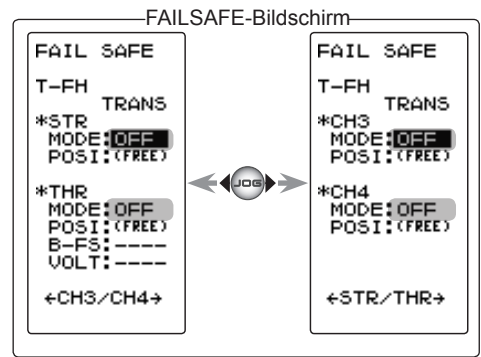 FAILSAFE-Bildschirm
FAIL SAFE
T-FH
TRANS
*STR
MODE:OFF
POSI:(FREE)
*THR
MODE:OFF
POSI:(FREE)
B-FS:----
VOLT:----
←CH3/CH4→
JOG
FAIL SAFE
T-FH
TRANS
*CH3
MODE:OFF
POSI:(FREE)
*CH4
MODE:OFF
POSI:(FREE)
←STR/THR→